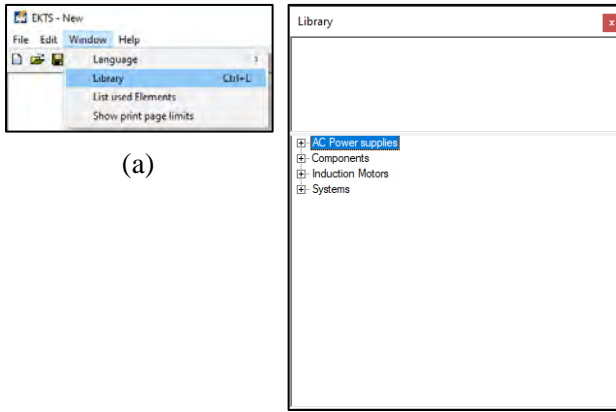 EKTS - New
File Edit Window Help
Language
Library Ctrl+L
List used Elements
Show print page limits
(a)
Library x
AC Power supplies
Components
Induction Motors
Systems